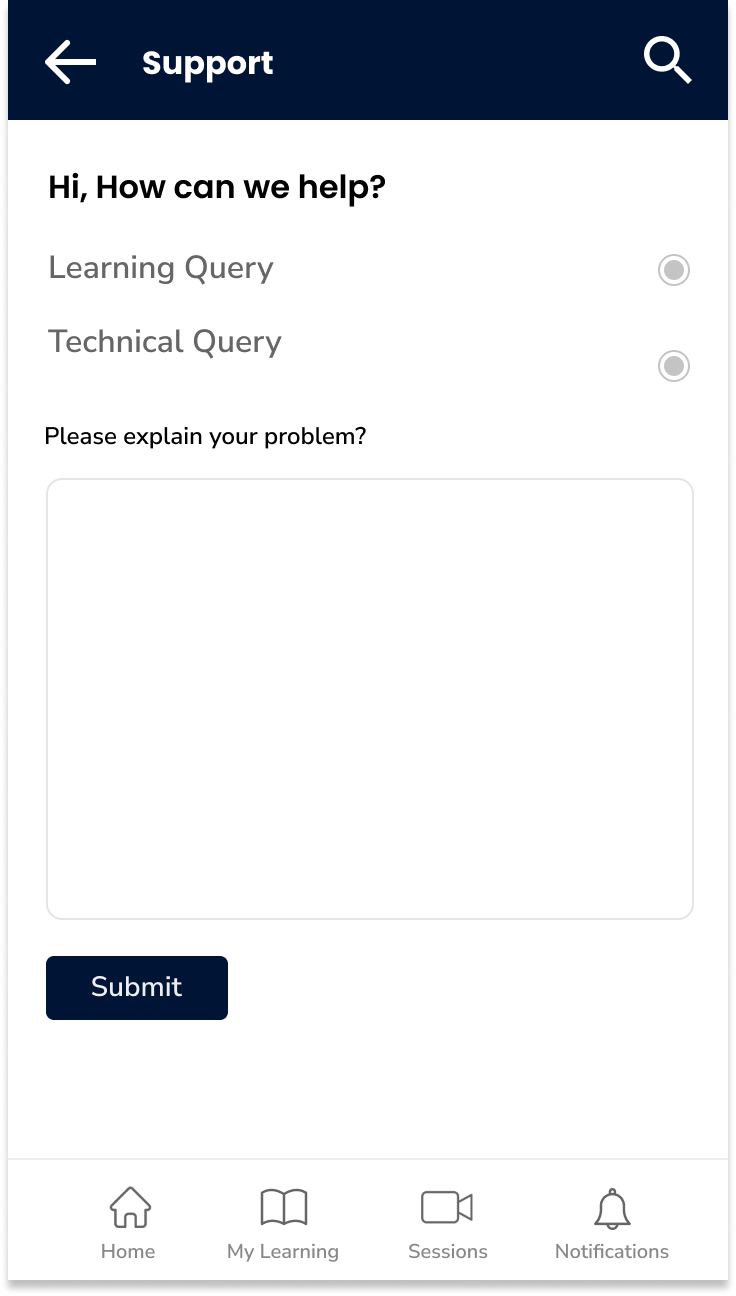 Support
Hi, How can we help?
Learning Query
Technical Query
Please explain your problem?
Submit
Home
My Learning
Sessions
Notifications